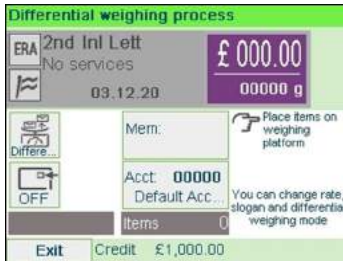 Differential weighing process
ERA
2nd Inl Lett
No services
03.12.20
£ 000.00
00000 g
Differe...
Mem:
Place items on
weighing
platform
OFF
Acct: 00000
Default Acc...
You can change rate,
slogan and differentia
weighing mode
Items 0
Exit
Credit £1,000.00